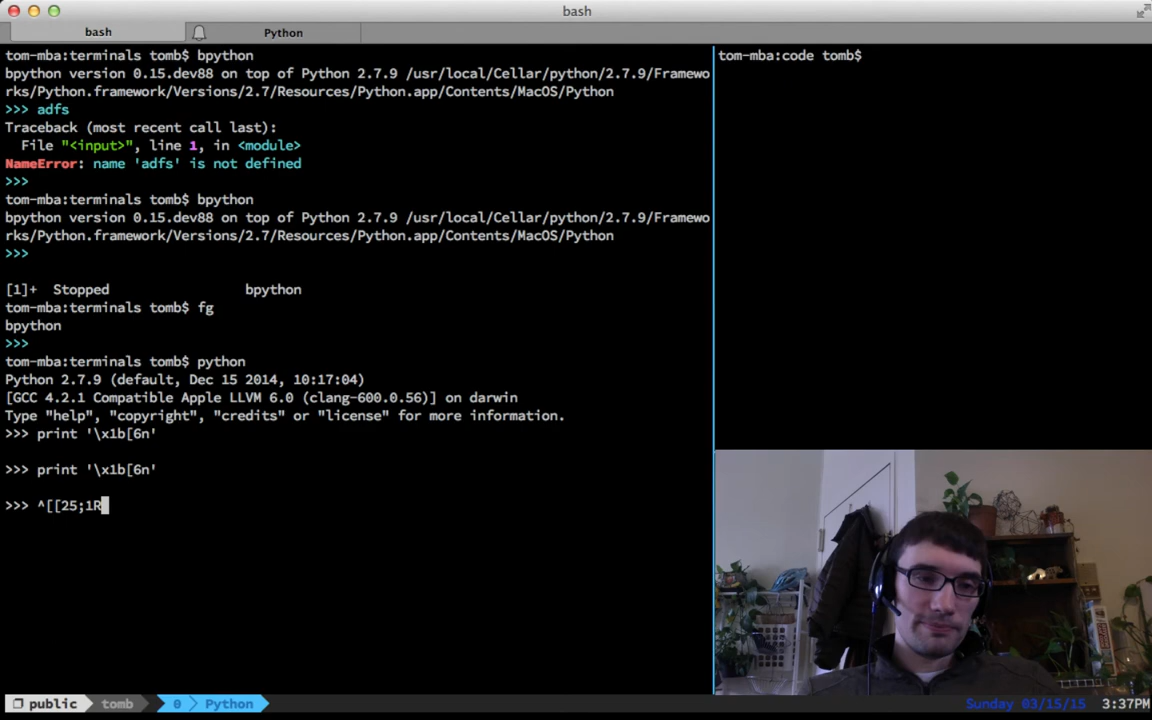 bash
bash
Python
tom-mba:terminals tomb$ bpython
bpython version 0.15.dev88 on top of Python 2.7.9 /usr/local/Cellar/python/2.7.9/Framewo
rks/Python.framework/Versions/2.7/Resources/Python.app/Contents/MacOS/Python
>>> adfs
Traceback (most recent call last):
  File "<input>", line 1, in <module>
NameError: name 'adfs' is not defined
>>>
tom-mba:terminals tomb$ bpython
bpython version 0.15.dev88 on top of Python 2.7.9 /usr/local/Cellar/python/2.7.9/Framewo
rks/Python.framework/Versions/2.7/Resources/Python.app/Contents/MacOS/Python
>>>
[1]+  Stopped                 bpython
tom-mba:terminals tomb$ fg
bpython
>>>
tom-mba:terminals tomb$ python
Python 2.7.9 (default, Dec 15 2014, 10:17:04)
[GCC 4.2.1 Compatible Apple LLVM 6.0 (clang-600.0.56)] on darwin
Type "help", "copyright", "credits" or "license" for more information.
>>> print '\x1b[6n'
>>> print '\x1b[6n'
>>> ^[[25;1R
tom-mba:code tomb$
public tomb 0 Python
Sunday 03/15/15 3:37PM